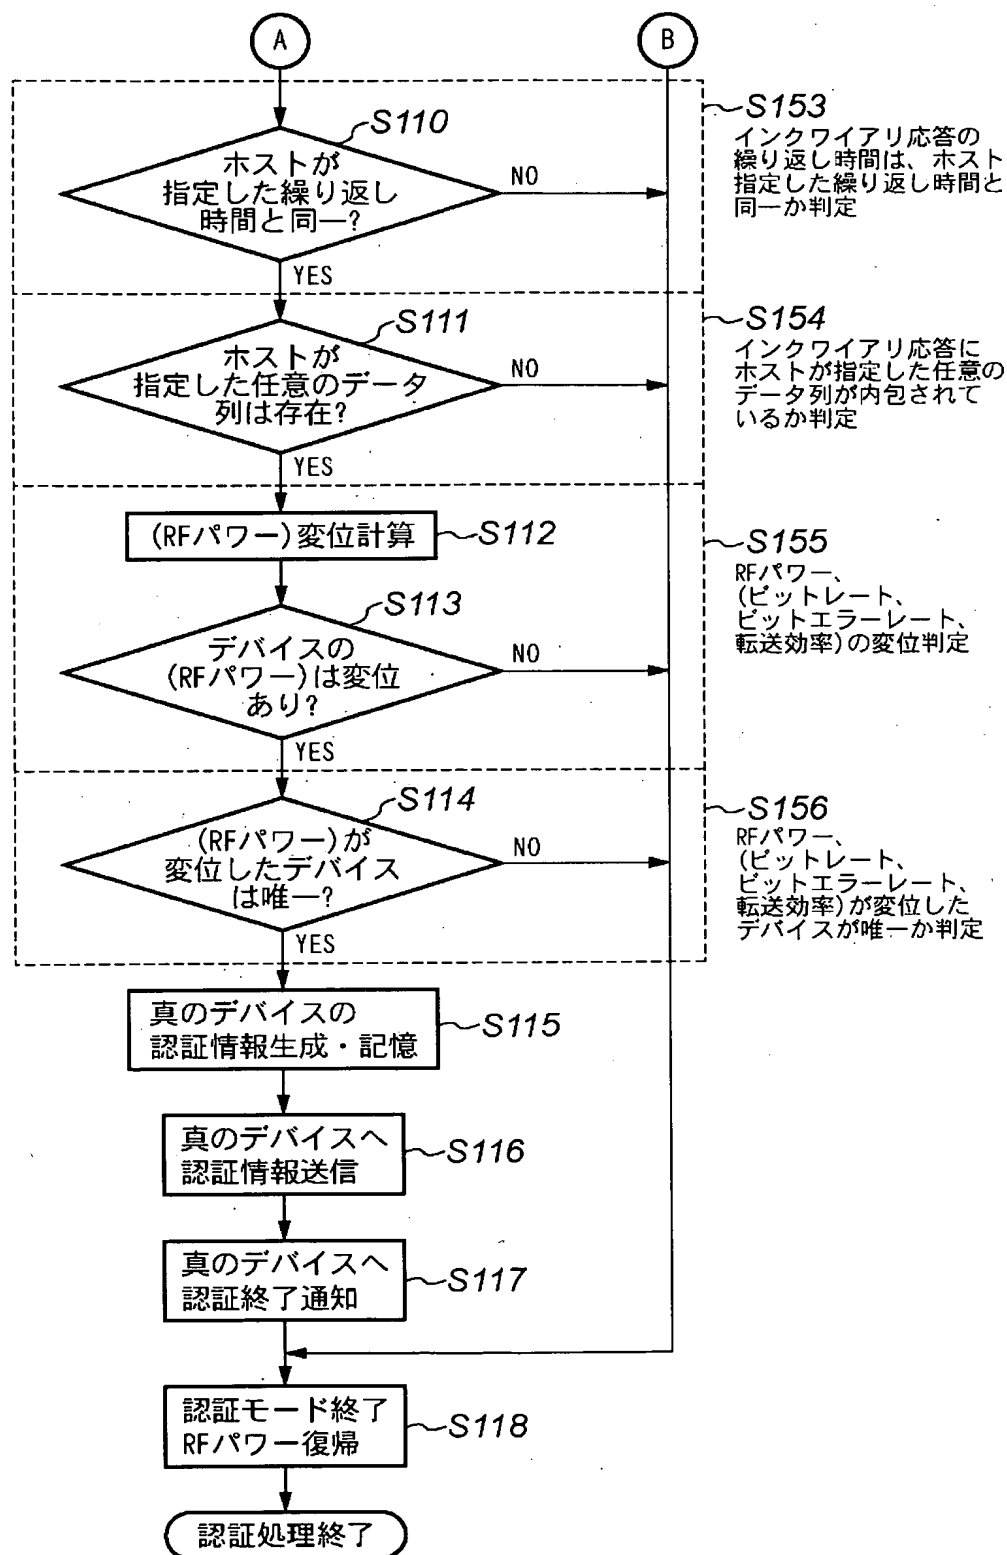 A
B
S110
ホストが
指定した繰り返し
時間と同一?
NO
YES
S153
インクワイアリ応答の
繰り返し時間は、ホスト
指定した繰り返し時間と
同一か判定
S111
ホストが
指定した任意のデータ
列は存在?
NO
YES
S154
インクワイアリ応答に
ホストが指定した任意の
データ列が内包されて
いるか判定
(RFパワー)変位計算
S112
S113
デバイスの
(RFパワー)は変位
あり?
NO
YES
S155
RFパワー、
(ビットレート、
ビットエラーレート、
転送効率)の変位判定
S114
(RFパワー)が
変位したデバイス
は唯一?
NO
YES
S156
RFパワー、
(ビットレート、
ビットエラーレート、
転送効率)が変位した
デバイスが唯一か判定
真のデバイスの
認証情報生成・記憶
S115
真のデバイスへ
認証情報送信
S116
真のデバイスへ
認証終了通知
S117
認証モード終了
RFパワー復帰
S118
認証処理終了